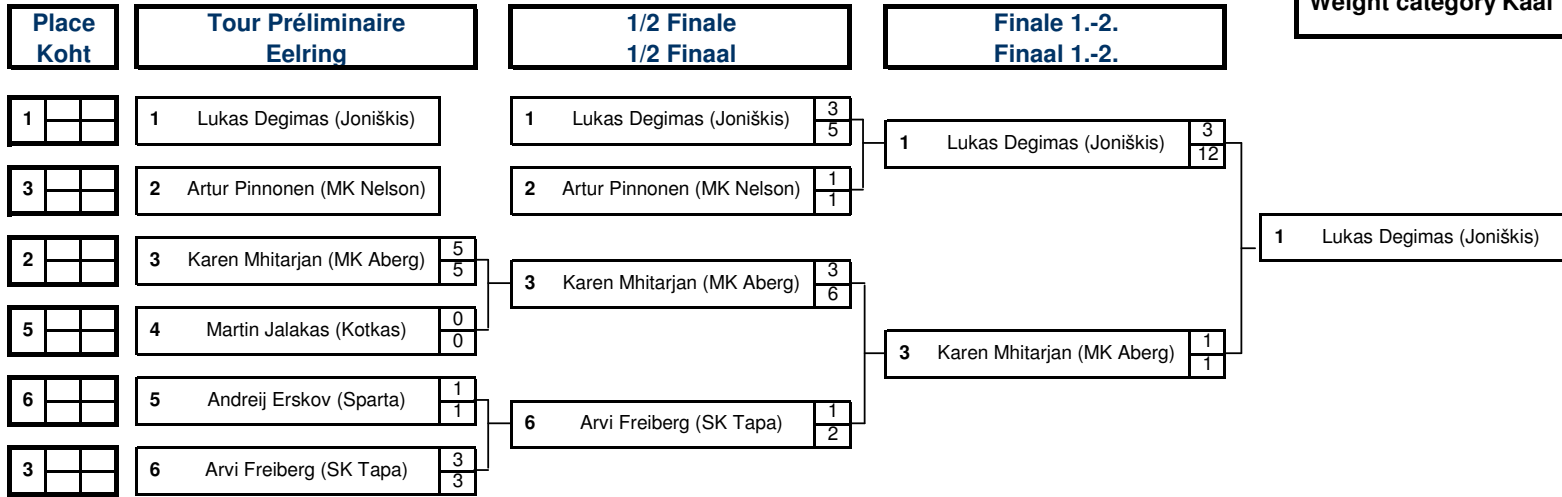 Weight category Kaal
Place Tour Préliminaire 1/2 Finale Finale 1.-2.
Koht Eelring 1/2 Finaal Finaal 1.-2.
1 1 Lukas Degimas (Joniškis) 1 Lukas Degimas (Joniškis) 3
5
1 Lukas Degimas (Joniškis) 3
12
3 2 Artur Pinnonen (MK Nelson) 2 Artur Pinnonen (MK Nelson) 1
1
1 Lukas Degimas (Joniškis)
2 3 Karen Mhitarjan (MK Aberg) 5
5
3 Karen Mhitarjan (MK Aberg) 3
6
5 4 Martin Jalakas (Kotkas) 0
0
3 Karen Mhitarjan (MK Aberg) 1
1
6 5 Andreij Erskov (Sparta) 1
1
6 Arvi Freiberg (SK Tapa) 1
2
3 6 Arvi Freiberg (SK Tapa) 3
3